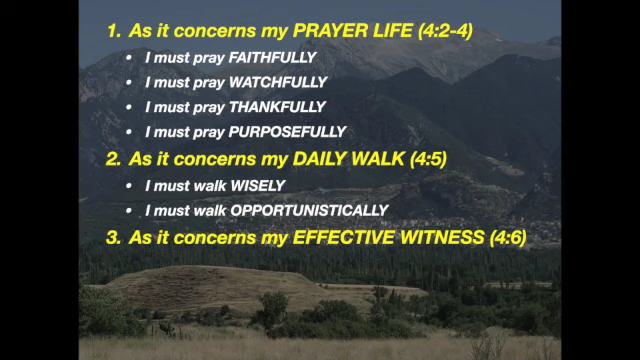 1. As it concerns my PRAYER LIFE (4:2-4)
• I must pray FAITHFULLY
• I must pray WATCHFULLY
• I must pray THANKFULLY
• I must pray PURPOSEFULLY
2. As it concerns my DAILY WALK (4:5)
• I must walk WISELY
• I must walk OPPORTUNISTICALLY
3. As it concerns my EFFECTIVE WITNESS (4:6)